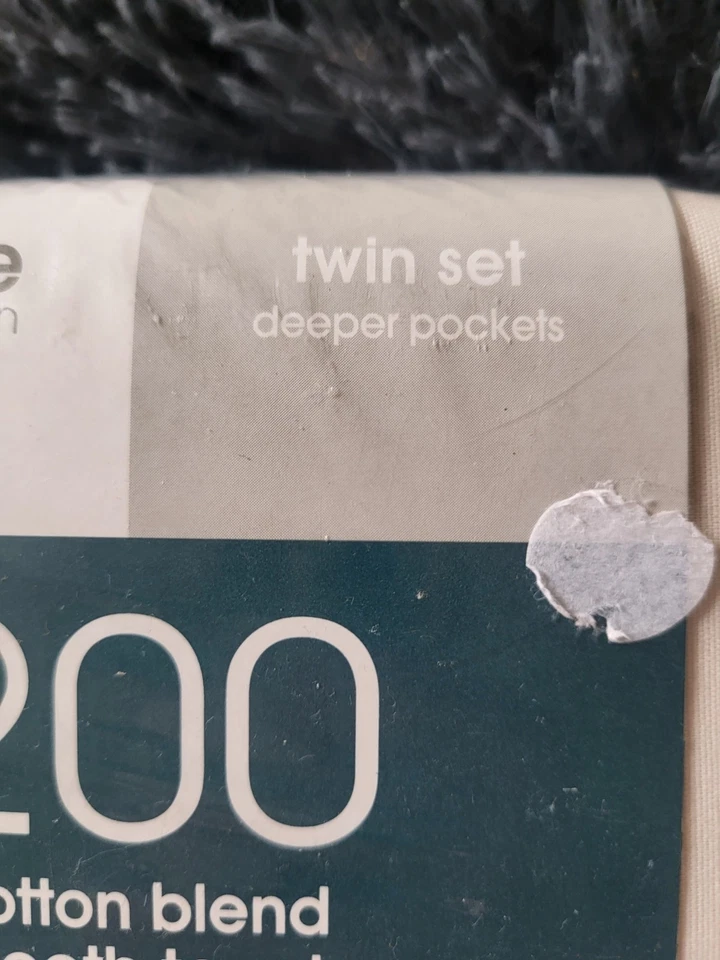 e
n
twin set
deeper pockets
200
otton blend